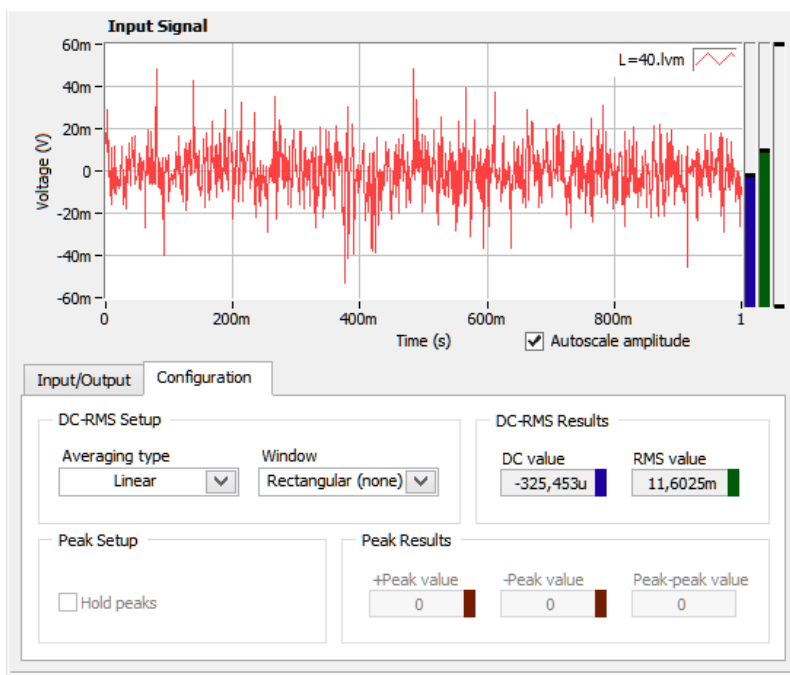 Input Signal
60m
L=40.lvm
40m
20m
0
-20m
-40m
-60m
Voltage (V)
0 200m 400m 600m 800m 1
Time (s)
Autoscale amplitude
Input/Output Configuration
DC-RMS Setup
Averaging type Window
Linear Rectangular (none)
DC-RMS Results
DC value RMS value
-325,453u 11,6025m
Peak Setup
Hold peaks
Peak Results
+Peak value -Peak value Peak-peak value
0 0 0